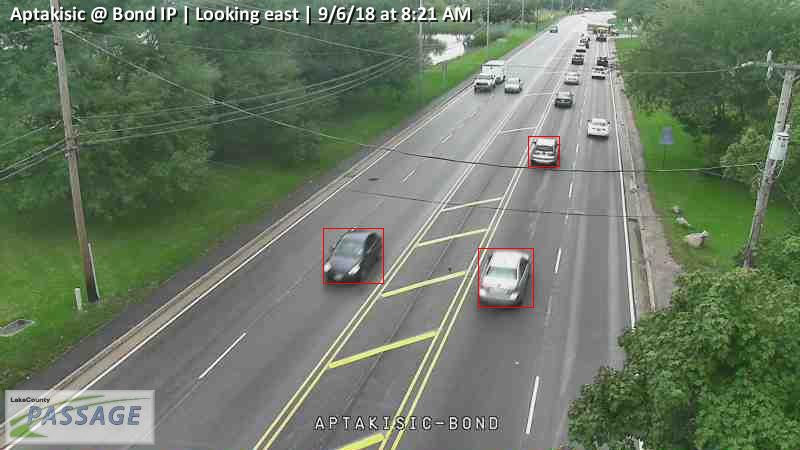 Aptakisic @ Bond IP | Looking east | 9/6/18 at 8:21 AM
LakeCounty
PASSAGE
APTAKISIC-BOND